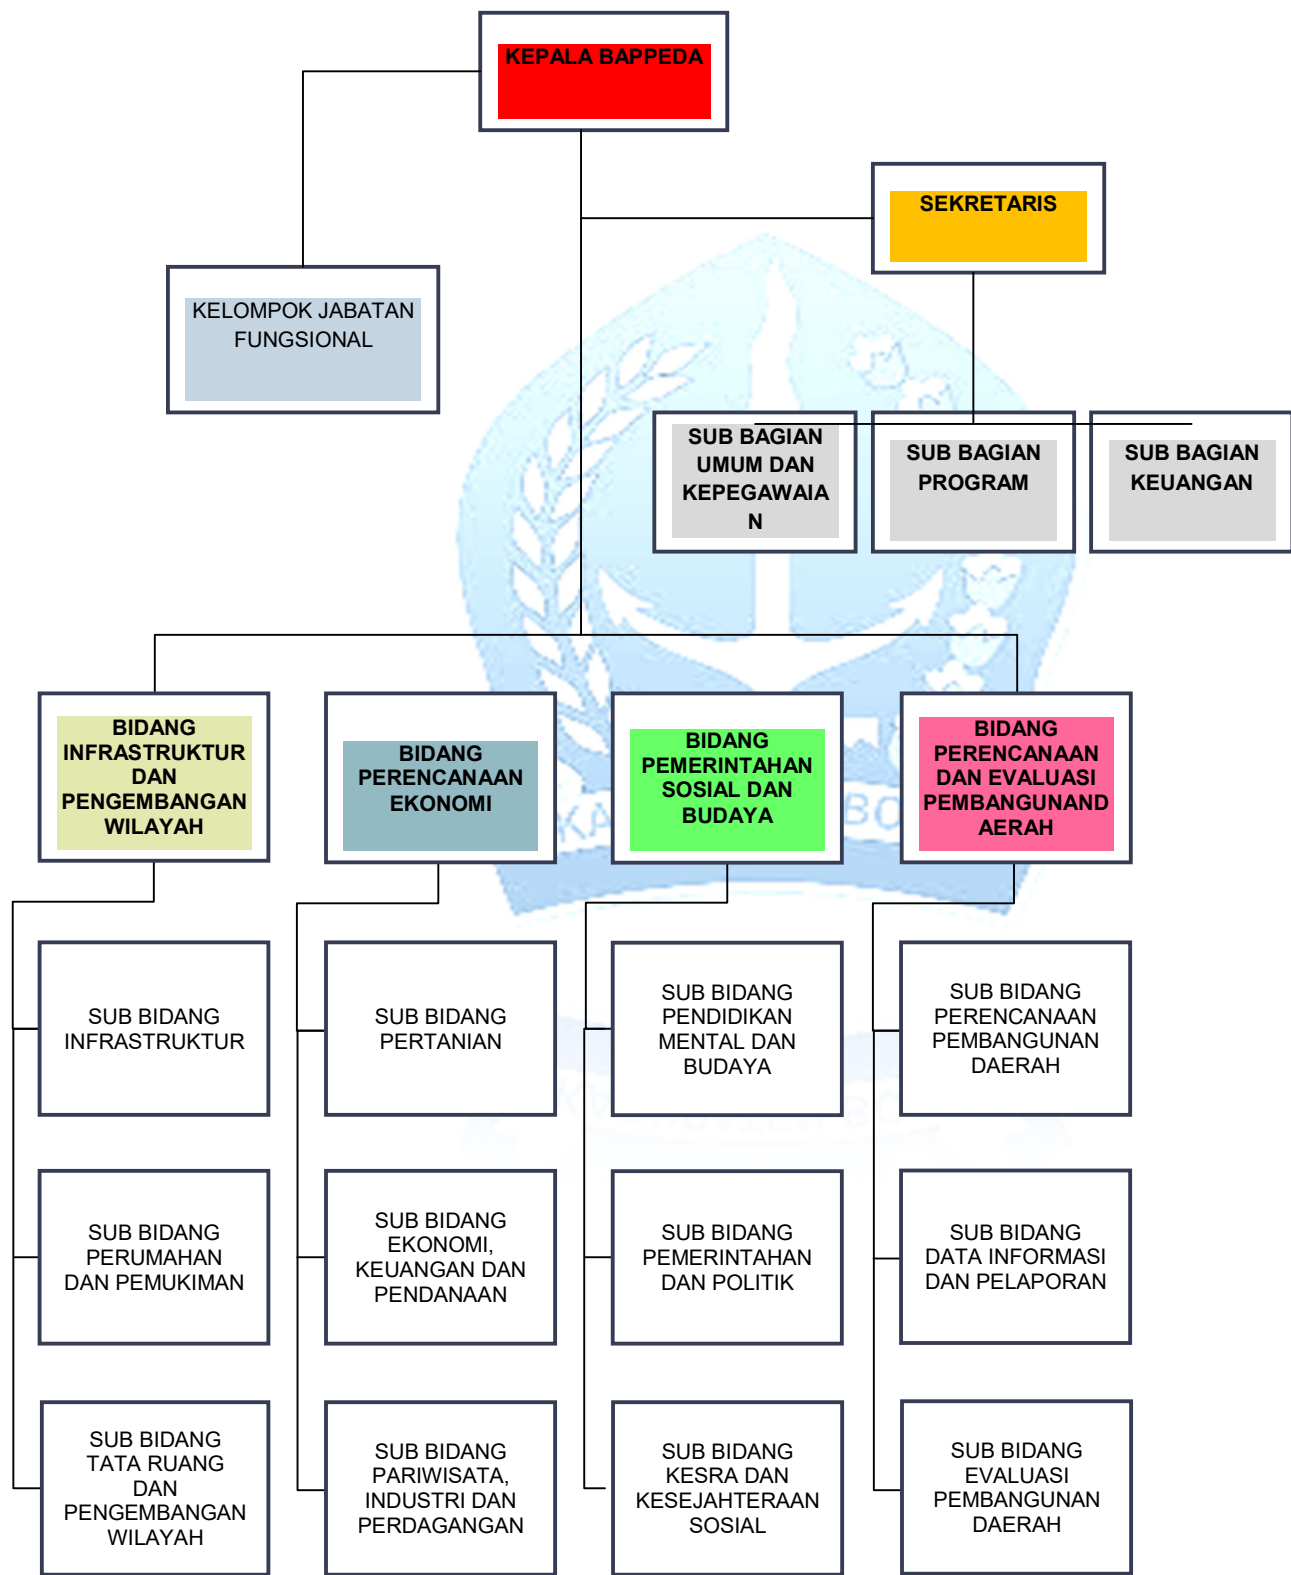 KEPALA BAPPEDA
SEKRETARIS
KELOMPOK JABATAN
FUNGSIONAL
SUB BAGIAN
UMUM DAN
KEPEGAWAIA
N
SUB BAGIAN
PROGRAM
SUB BAGIAN
KEUANGAN
BIDANG
INFRASTRUKTUR
DAN
PENGEMBANGAN
WILAYAH
BIDANG
PERENCANAAN
EKONOMI
BIDANG
PEMERINTAHAN
SOSIAL DAN
BUDAYA
BIDANG
PERENCANAAN
DAN EVALUASI
PEMBANGUNAND
AERAH
SUB BIDANG
INFRASTRUKTUR
SUB BIDANG
PERTANIAN
SUB BIDANG
PENDIDIKAN
MENTAL DAN
BUDAYA
SUB BIDANG
PERENCANAAN
PEMBANGUNAN
DAERAH
SUB BIDANG
PERUMAHAN
DAN PEMUKIMAN
SUB BIDANG
EKONOMI,
KEUANGAN DAN
PENDANAAN
SUB BIDANG
PEMERINTAHAN
DAN POLITIK
SUB BIDANG
DATA INFORMASI
DAN PELAPORAN
SUB BIDANG
TATA RUANG
DAN
PENGEMBANGAN
WILAYAH
SUB BIDANG
PARIWISATA,
INDUSTRI DAN
PERDAGANGAN
SUB BIDANG
KESRA DAN
KESEJAHTERAAN
SOSIAL
SUB BIDANG
EVALUASI
PEMBANGUNAN
DAERAH